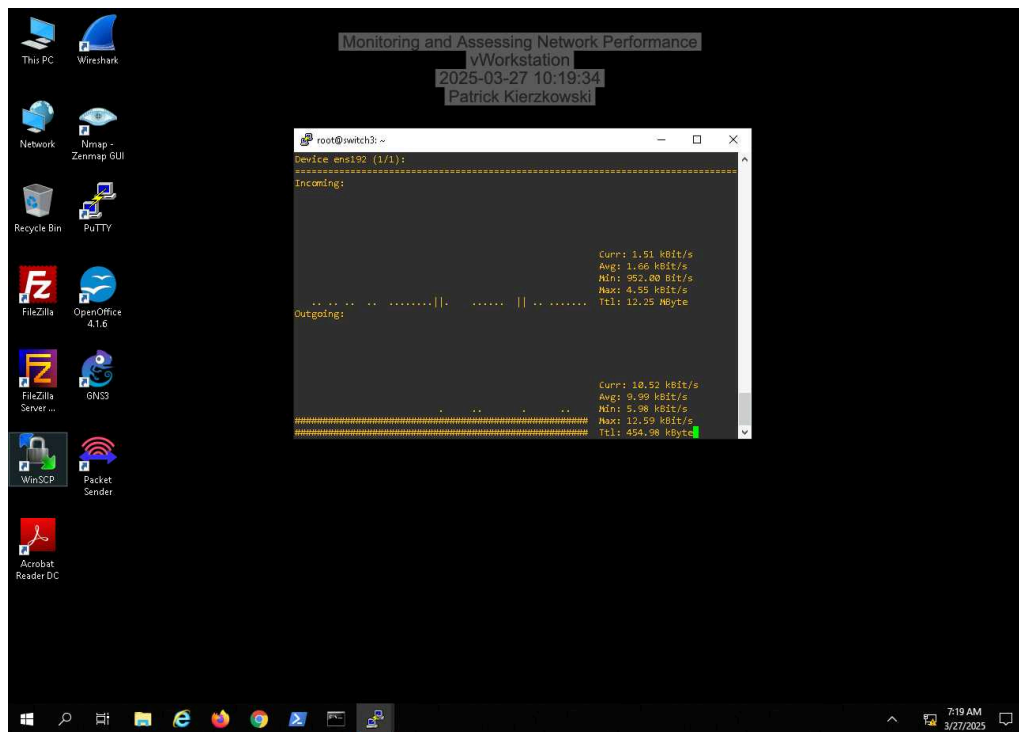 Monitoring and Assessing Network Performance
vWorkstation
2025-03-27 10:19:34
Patrick Kierzkowski
This PC
Wireshark
Network
Nmap -
Zenmap GUI
Recycle Bin
PuTTY
FileZilla
OpenOffice
4.1.6
FileZilla
Server ...
GNS3
WinSCP
Packet
Sender
Acrobat
Reader DC
root@switch3: ~
Device ens192 (1/1):
================================================================================
Incoming:
Curr: 1.51 kBit/s
Avg: 1.66 kBit/s
Min: 952.00 Bit/s
Max: 4.55 kBit/s
.. .. .. .. ........||. ...... || .. ....... Ttl: 12.25 MByte
Outgoing:
Curr: 10.52 kBit/s
Avg: 9.99 kBit/s
. .. . .. Min: 5.98 kBit/s
##################################################### Max: 12.59 kBit/s
##################################################### Ttl: 454.98 kByte
7:19 AM
3/27/2025